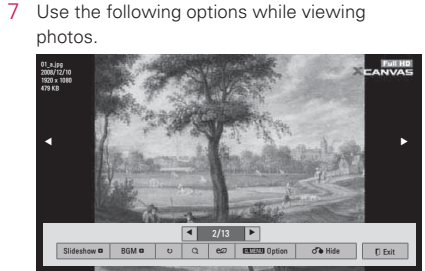 7 Use the following options while viewing
photos.
01_a.jpg
2008/12/10
1920 x 1080
479 KB
Full HD
XCANVAS
2/13
Slideshow BGM Q.MENU Option Hide Exit